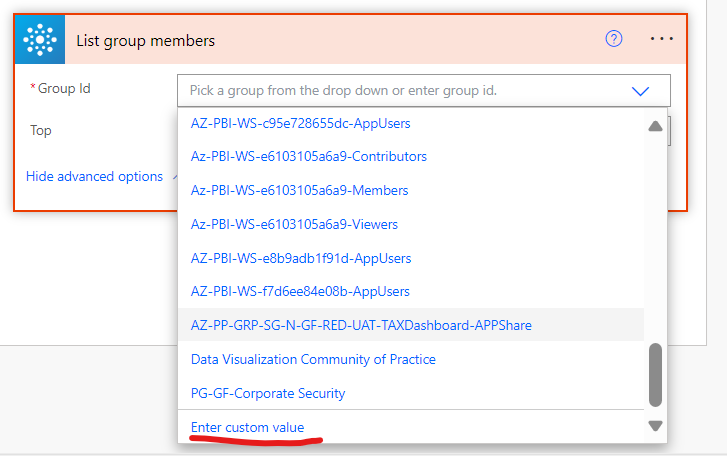 List group members
* Group Id
Pick a group from the drop down or enter group id.
Top
Hide advanced options
AZ-PBI-WS-c95e728655dc-AppUsers
Az-PBI-WS-e6103105a6a9-Contributors
Az-PBI-WS-e6103105a6a9-Members
Az-PBI-WS-e6103105a6a9-Viewers
AZ-PBI-WS-e8b9adb1f91d-AppUsers
AZ-PBI-WS-f7d6ee84e08b-AppUsers
AZ-PP-GRP-SG-N-GF-RED-UAT-TAXDashboard-APPShare
Data Visualization Community of Practice
PG-GF-Corporate Security
Enter custom value